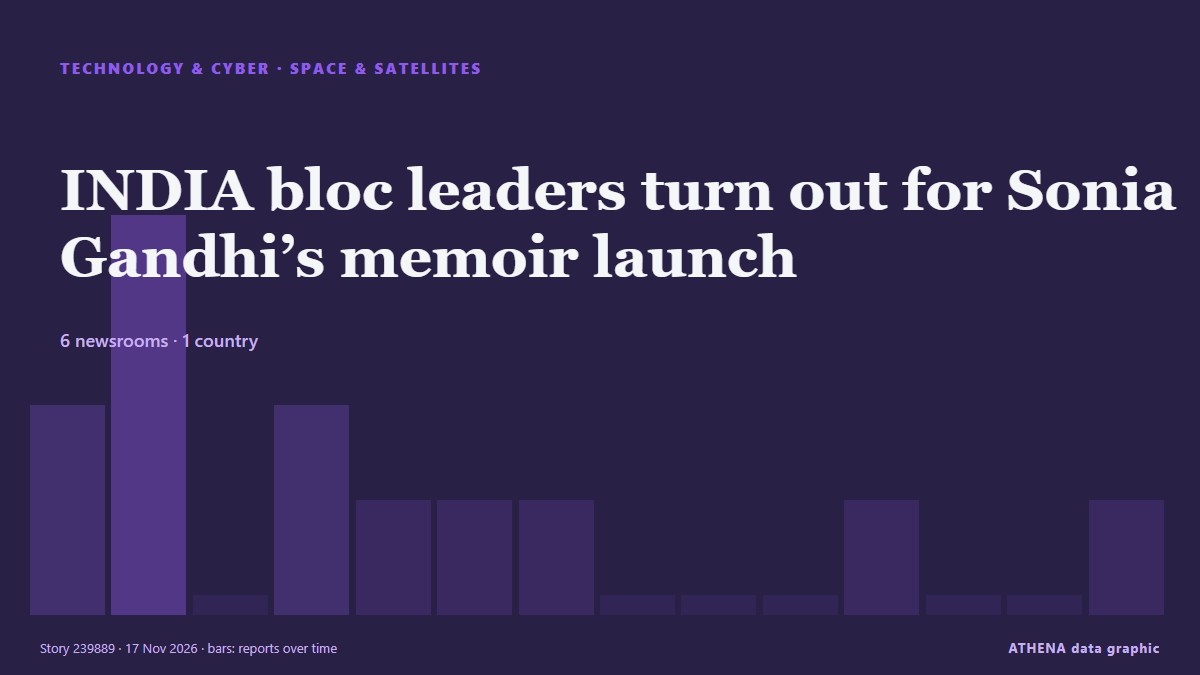 TECHNOLOGY & CYBER · SPACE & SATELLITES
INDIA bloc leaders turn out for Sonia
Gandhi’s memoir launch
6 newsrooms · 1 country
Story 239889 · 17 Nov 2026 · bars: reports over time
ATHENA data graphic